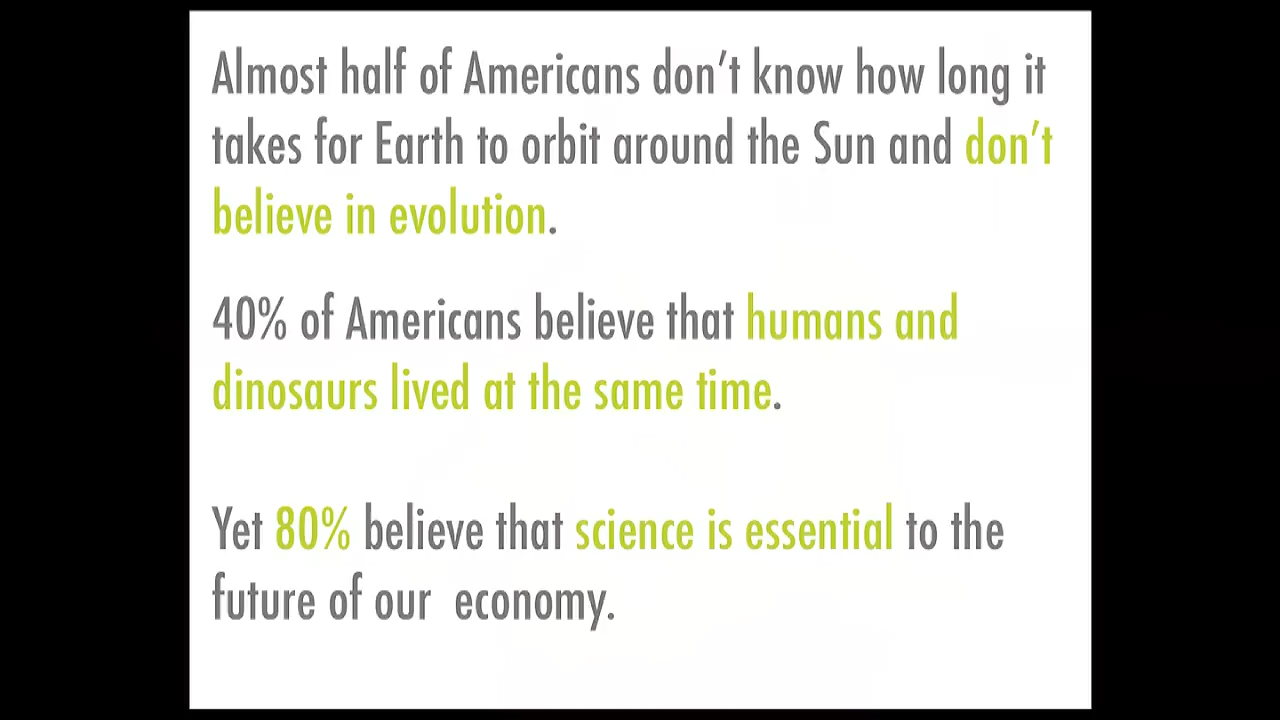 Almost half of Americans don’t know how long it
takes for Earth to orbit around the Sun and don’t
believe in evolution.
40% of Americans believe that humans and
dinosaurs lived at the same time.
Yet 80% believe that science is essential to the
future of our economy.